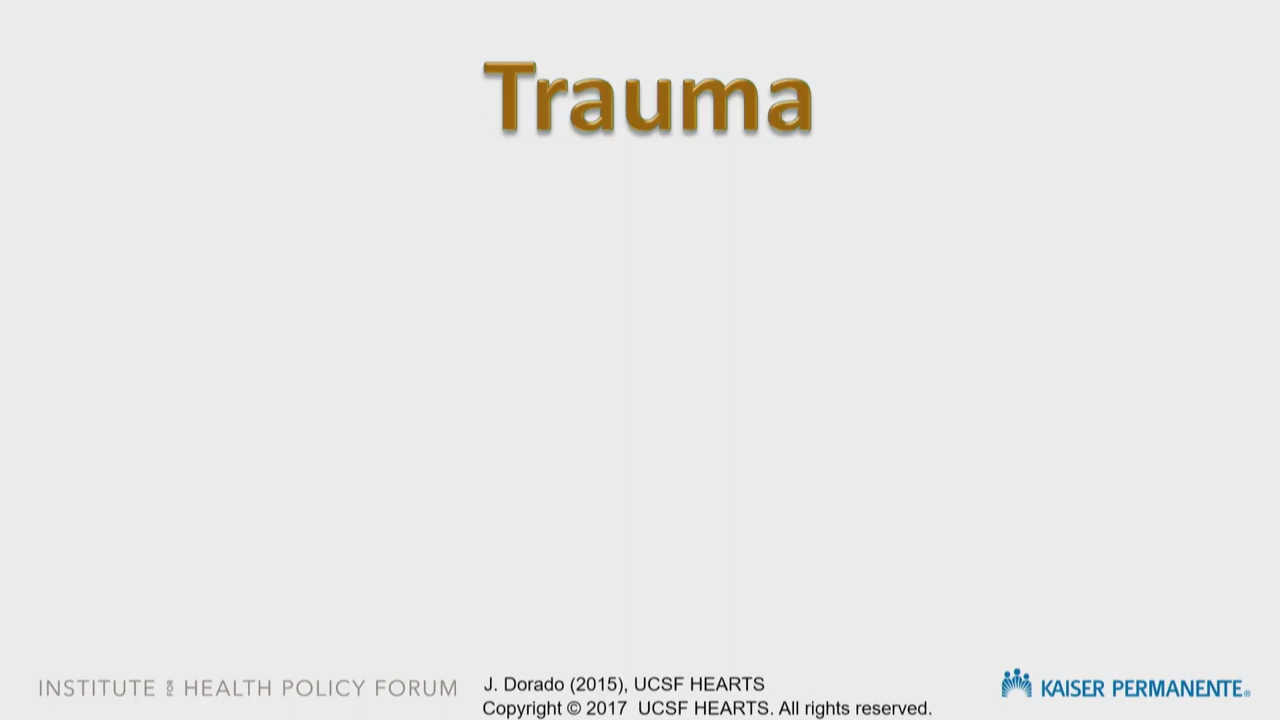 Trauma
INSTITUTE FOR HEALTH POLICY FORUM
J. Dorado (2015), UCSF HEARTS
Copyright © 2017 UCSF HEARTS. All rights reserved.
KAISER PERMANENTE®